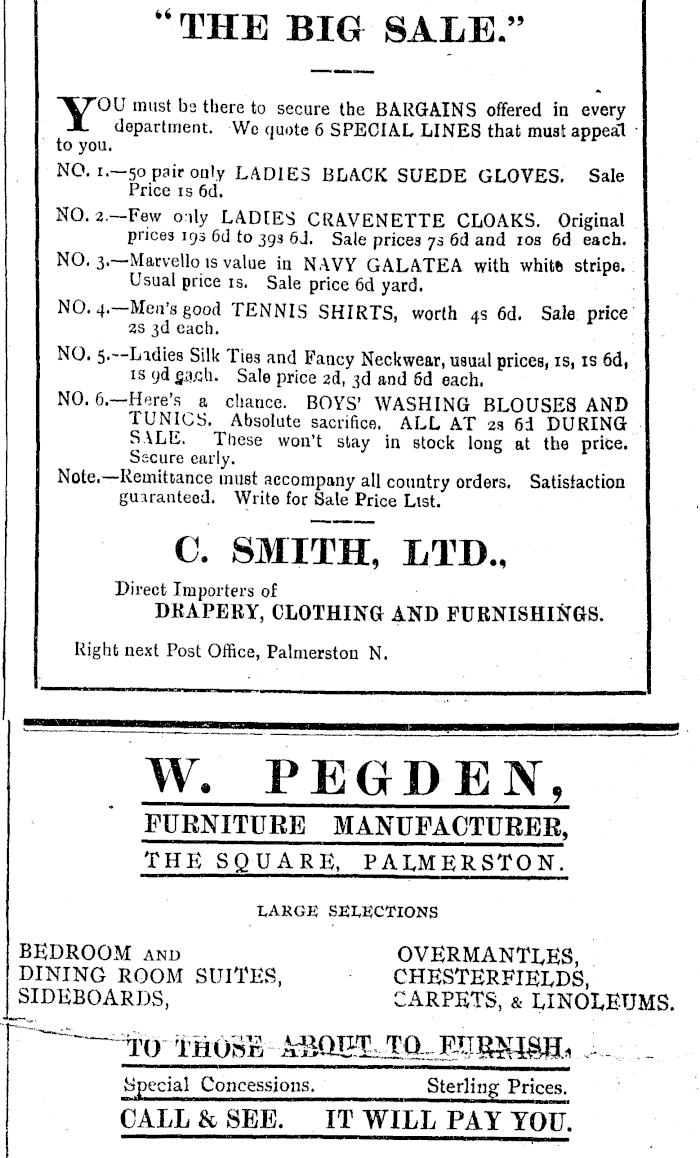 "THE BIG SALE."
YOU must be there to secure the BARGAINS offered in every
department. We quote 6 SPECIAL LINES that must appeal
to you.
NO. 1.—50 pair only LADIES BLACK SUEDE GLOVES. Sale
Price 1s 6d.
NO. 2.—Few only LADIES CRAVENETTE CLOAKS. Original
prices 19s 6d to 39s 6d. Sale prices 7s 6d and 10s 6d each.
NO. 3.—Marvello is value in NAVY GALATEA with white stripe.
Usual price 1s. Sale price 6d yard.
NO. 4.—Men's good TENNIS SHIRTS, worth 4s 6d. Sale price
2s 3d each.
NO. 5.--Ladies Silk Ties and Fancy Neckwear, usual prices, 1s, 1s 6d,
1s 9d each. Sale price 2d, 3d and 6d each.
NO. 6.—Here's a chance. BOYS' WASHING BLOUSES AND
TUNICS. Absolute sacrifice. ALL AT 2s 6d DURING
SALE. These won't stay in stock long at the price.
Secure early.
Note.—Remittance must accompany all country orders. Satisfaction
guaranteed. Write for Sale Price List.
C. SMITH, LTD.,
Direct Importers of
DRAPERY, CLOTHING AND FURNISHINGS.
Right next Post Office, Palmerston N.
W. PEGDEN,
FURNITURE MANUFACTURER,
THE SQUARE, PALMERSTON.
LARGE SELECTIONS
BEDROOM AND
DINING ROOM SUITES,
SIDEBOARDS,
OVERMANTLES,
CHESTERFIELDS,
CARPETS, & LINOLEUMS.
TO THOSE ABOUT TO FURNISH.
Special Concessions. Sterling Prices.
CALL & SEE. IT WILL PAY YOU.